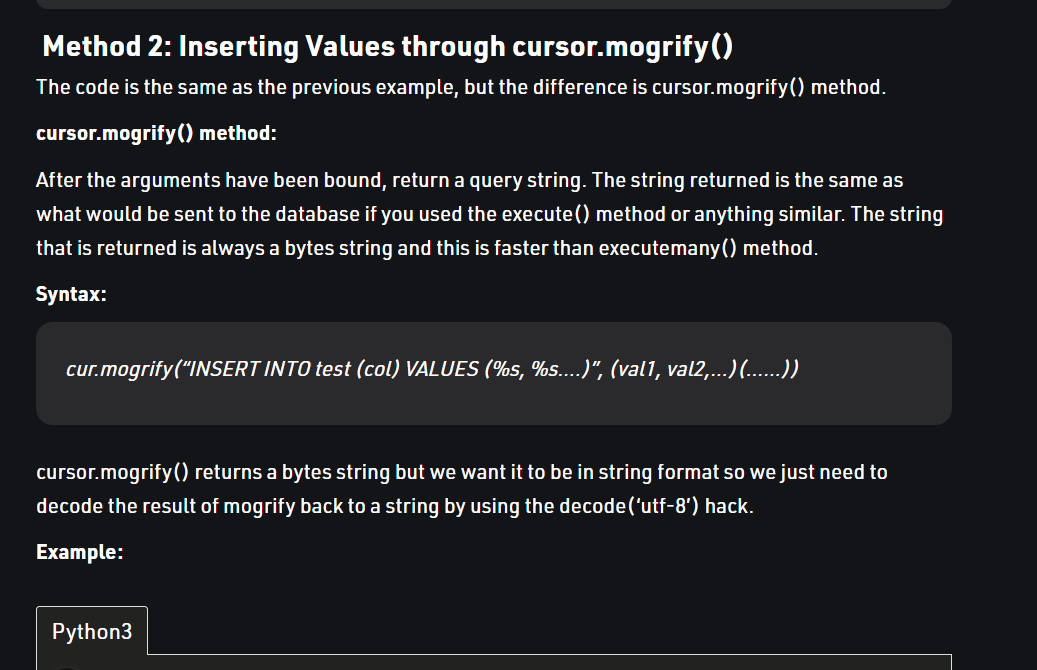 Method 2: Inserting Values through cursor.mogrify()
The code is the same as the previous example, but the difference is cursor.mogrify() method.
cursor.mogrify() method:
After the arguments have been bound, return a query string. The string returned is the same as
what would be sent to the database if you used the execute() method or anything similar. The string
that is returned is always a bytes string and this is faster than executemany() method.
Syntax:
cur.mogrify(“INSERT INTO test (col) VALUES (%s, %s....)”, (val1, val2,...)(......))
cursor.mogrify() returns a bytes string but we want it to be in string format so we just need to
decode the result of mogrify back to a string by using the decode(‘utf-8’) hack.
Example:
Python3